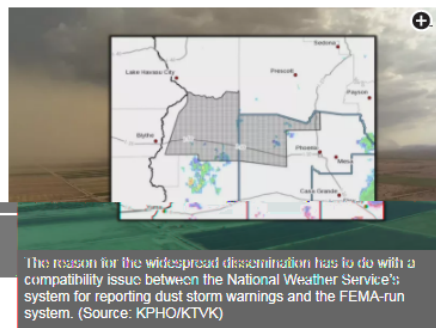 Sedona
Lake Havasu City
Prescott
Payson
Blythe
Phoenix
Mesa
Casa Grande
Yuma
The reason for the widespread dissemination has to do with a
compatibility issue between the National Weather Service's
system for reporting dust storm warnings and the FEMA-run
system. (Source: KPHO/KTVK)